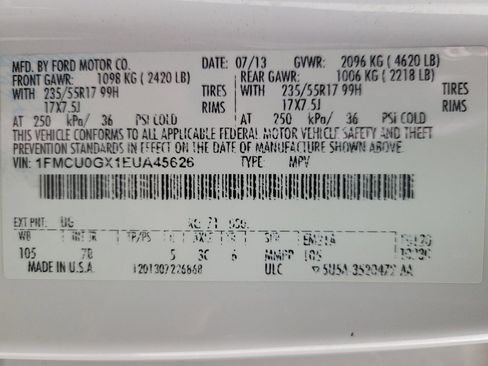 MFD. BY FORD MOTOR CO. DATE: 07/13 GVWR: 2096 KG (4620 LB)
FRONT GAWR: 1098 KG (2420 LB) REAR GAWR: 1006 KG (2218 LB)
WITH 235/55R17 99H TIRES WITH 235/55R17 99H TIRES
17X7.5J RIMS 17X7.5J RIMS
AT 250 kPa/ 36 PSI COLD AT 250 kPa/ 36 PSI COLD
THIS VEHICLE CONFORMS TO ALL APPLICABLE FEDERAL MOTOR VEHICLE SAFETY AND THEFT
PREVENTION STANDARDS IN EFFECT ON THE DATE OF MANUFACTURE SHOWN ABOVE.
VIN: 1FMCU0GX1EUA45626 TYPE: MPV
EXT PNT: UG
WB TP/PS
105 78 5 3C 6
MADE IN U.S.A. ULC